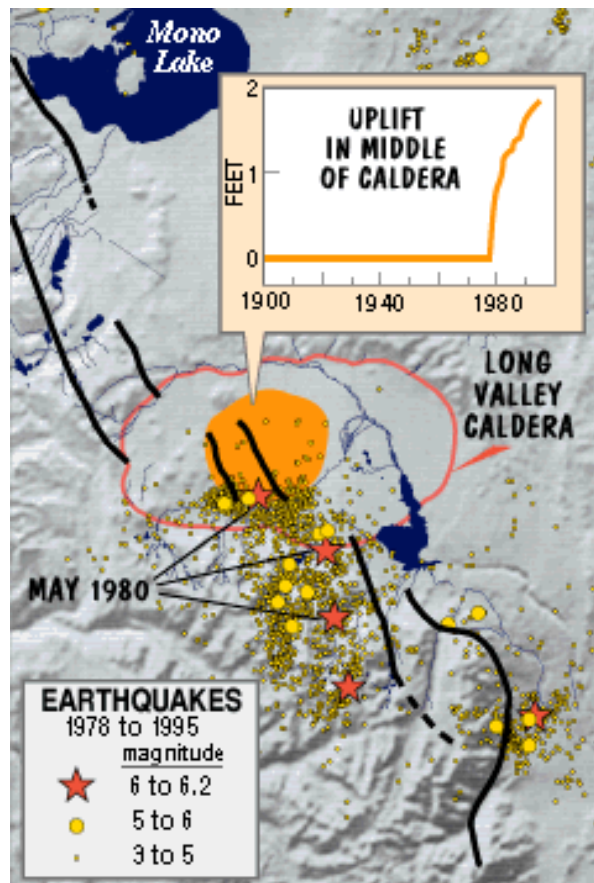 Mono
Lake
2
UPLIFT
IN MIDDLE
OF CALDERA
FEET
1
0
1900
1940
1980
LONG
VALLEY
CALDERA
MAY 1980
EARTHQUAKES
1978 to 1995
magnitude
6 to 6.2
5 to 6
3 to 5